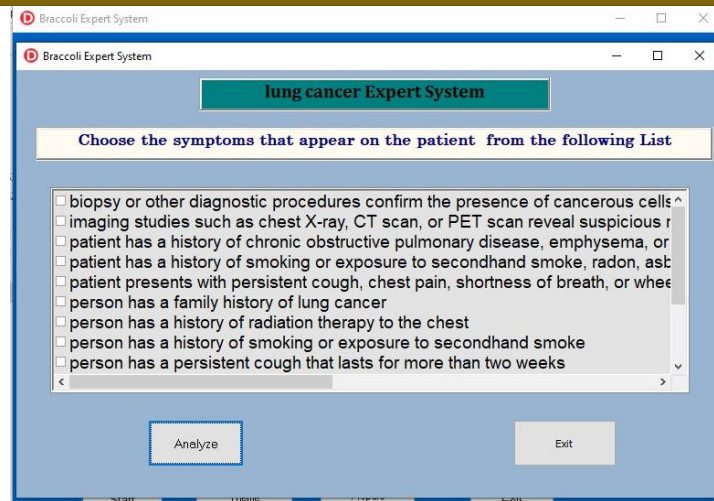 Braccoli Expert System
Braccoli Expert System
lung cancer Expert System
Choose the symptoms that appear on the patient from the following List
biopsy or other diagnostic procedures confirm the presence of cancerous cells
imaging studies such as chest X-ray, CT scan, or PET scan reveal suspicious
patient has a history of chronic obstructive pulmonary disease, emphysema, or
patient has a history of smoking or exposure to secondhand smoke, radon,
patient presents with persistent cough, chest pain, shortness of breath, or
person has a family history of lung cancer
person has a history of radiation therapy to the chest
person has a history of smoking or exposure to secondhand smoke
person has a persistent cough that lasts for more than two weeks
Analyze Exit